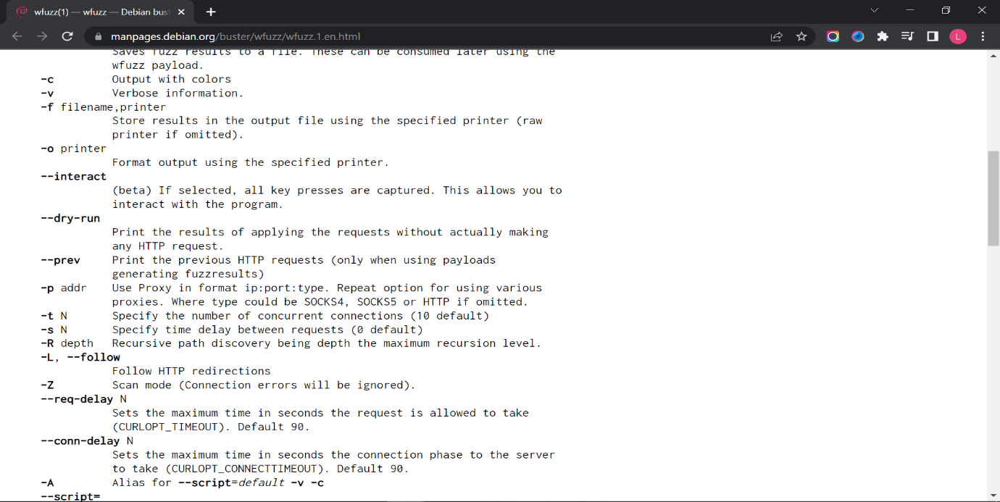 wfuzz(1) — wfuzz — Debian bust
manpages.debian.org/buster/wfuzz/wfuzz.1.en.html
L
Saves fuzz results to a file. These can be consumed later using the
wfuzz payload.
-c Output with colors
-v Verbose information.
-f filename,printer
Store results in the output file using the specified printer (raw
printer if omitted).
-o printer
Format output using the specified printer.
--interact
(beta) If selected, all key presses are captured. This allows you to
interact with the program.
--dry-run
Print the results of applying the requests without actually making
any HTTP request.
--prev Print the previous HTTP requests (only when using payloads
generating fuzzresults)
-p addr Use Proxy in format ip:port:type. Repeat option for using various
proxies. Where type could be SOCKS4, SOCKS5 or HTTP if omitted.
-t N Specify the number of concurrent connections (10 default)
-s N Specify time delay between requests (0 default)
-R depth Recursive path discovery being depth the maximum recursion level.
-L, --follow
Follow HTTP redirections
-Z Scan mode (Connection errors will be ignored).
--req-delay N
Sets the maximum time in seconds the request is allowed to take
(CURLOPT_TIMEOUT). Default 90.
--conn-delay N
Sets the maximum time in seconds the connection phase to the server
to take (CURLOPT_CONNECTTIMEOUT). Default 90.
-A Alias for --script=default -v -c
--script=